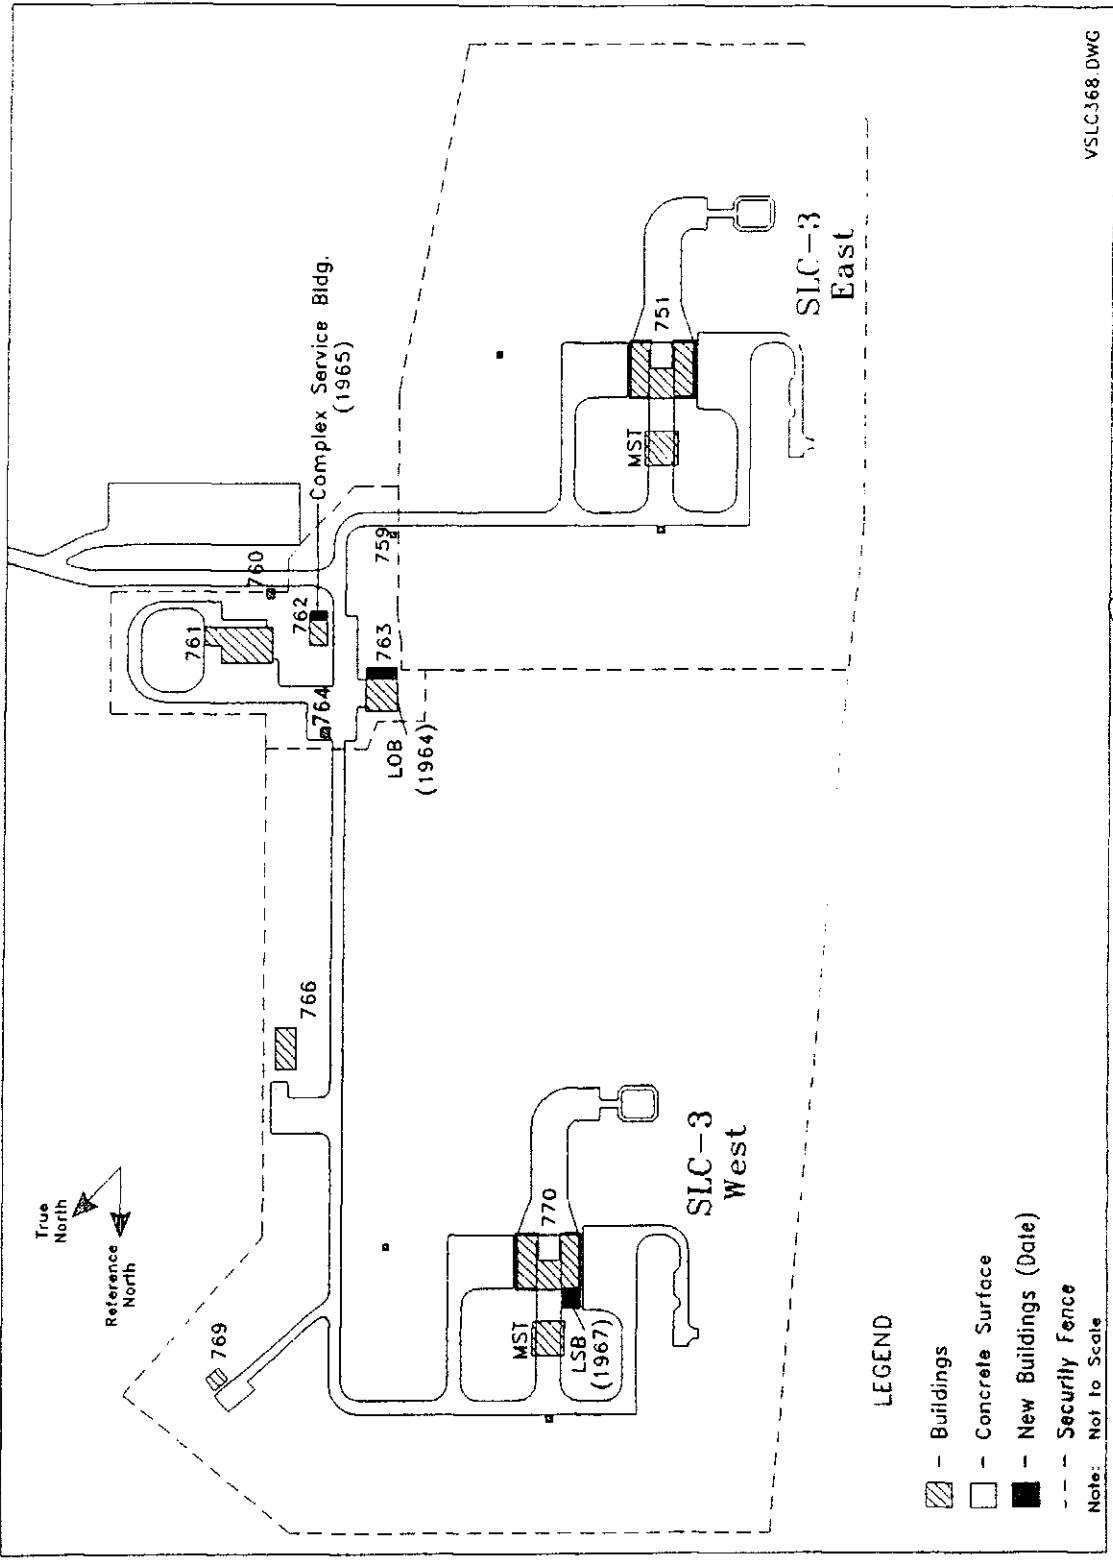 True
North
Reference
North
769
766
764
761
760
762
Complex Service Bldg.
(1965)
759
763
LOB
(1964)
MST
770
LSB
(1967)
SLC-3
West
MST
751
SLC-3
East
LEGEND
- Buildings
- Concrete Surface
- New Buildings (Date)
- Security Fence
Note: Not to Scale
VSLC368.DWG